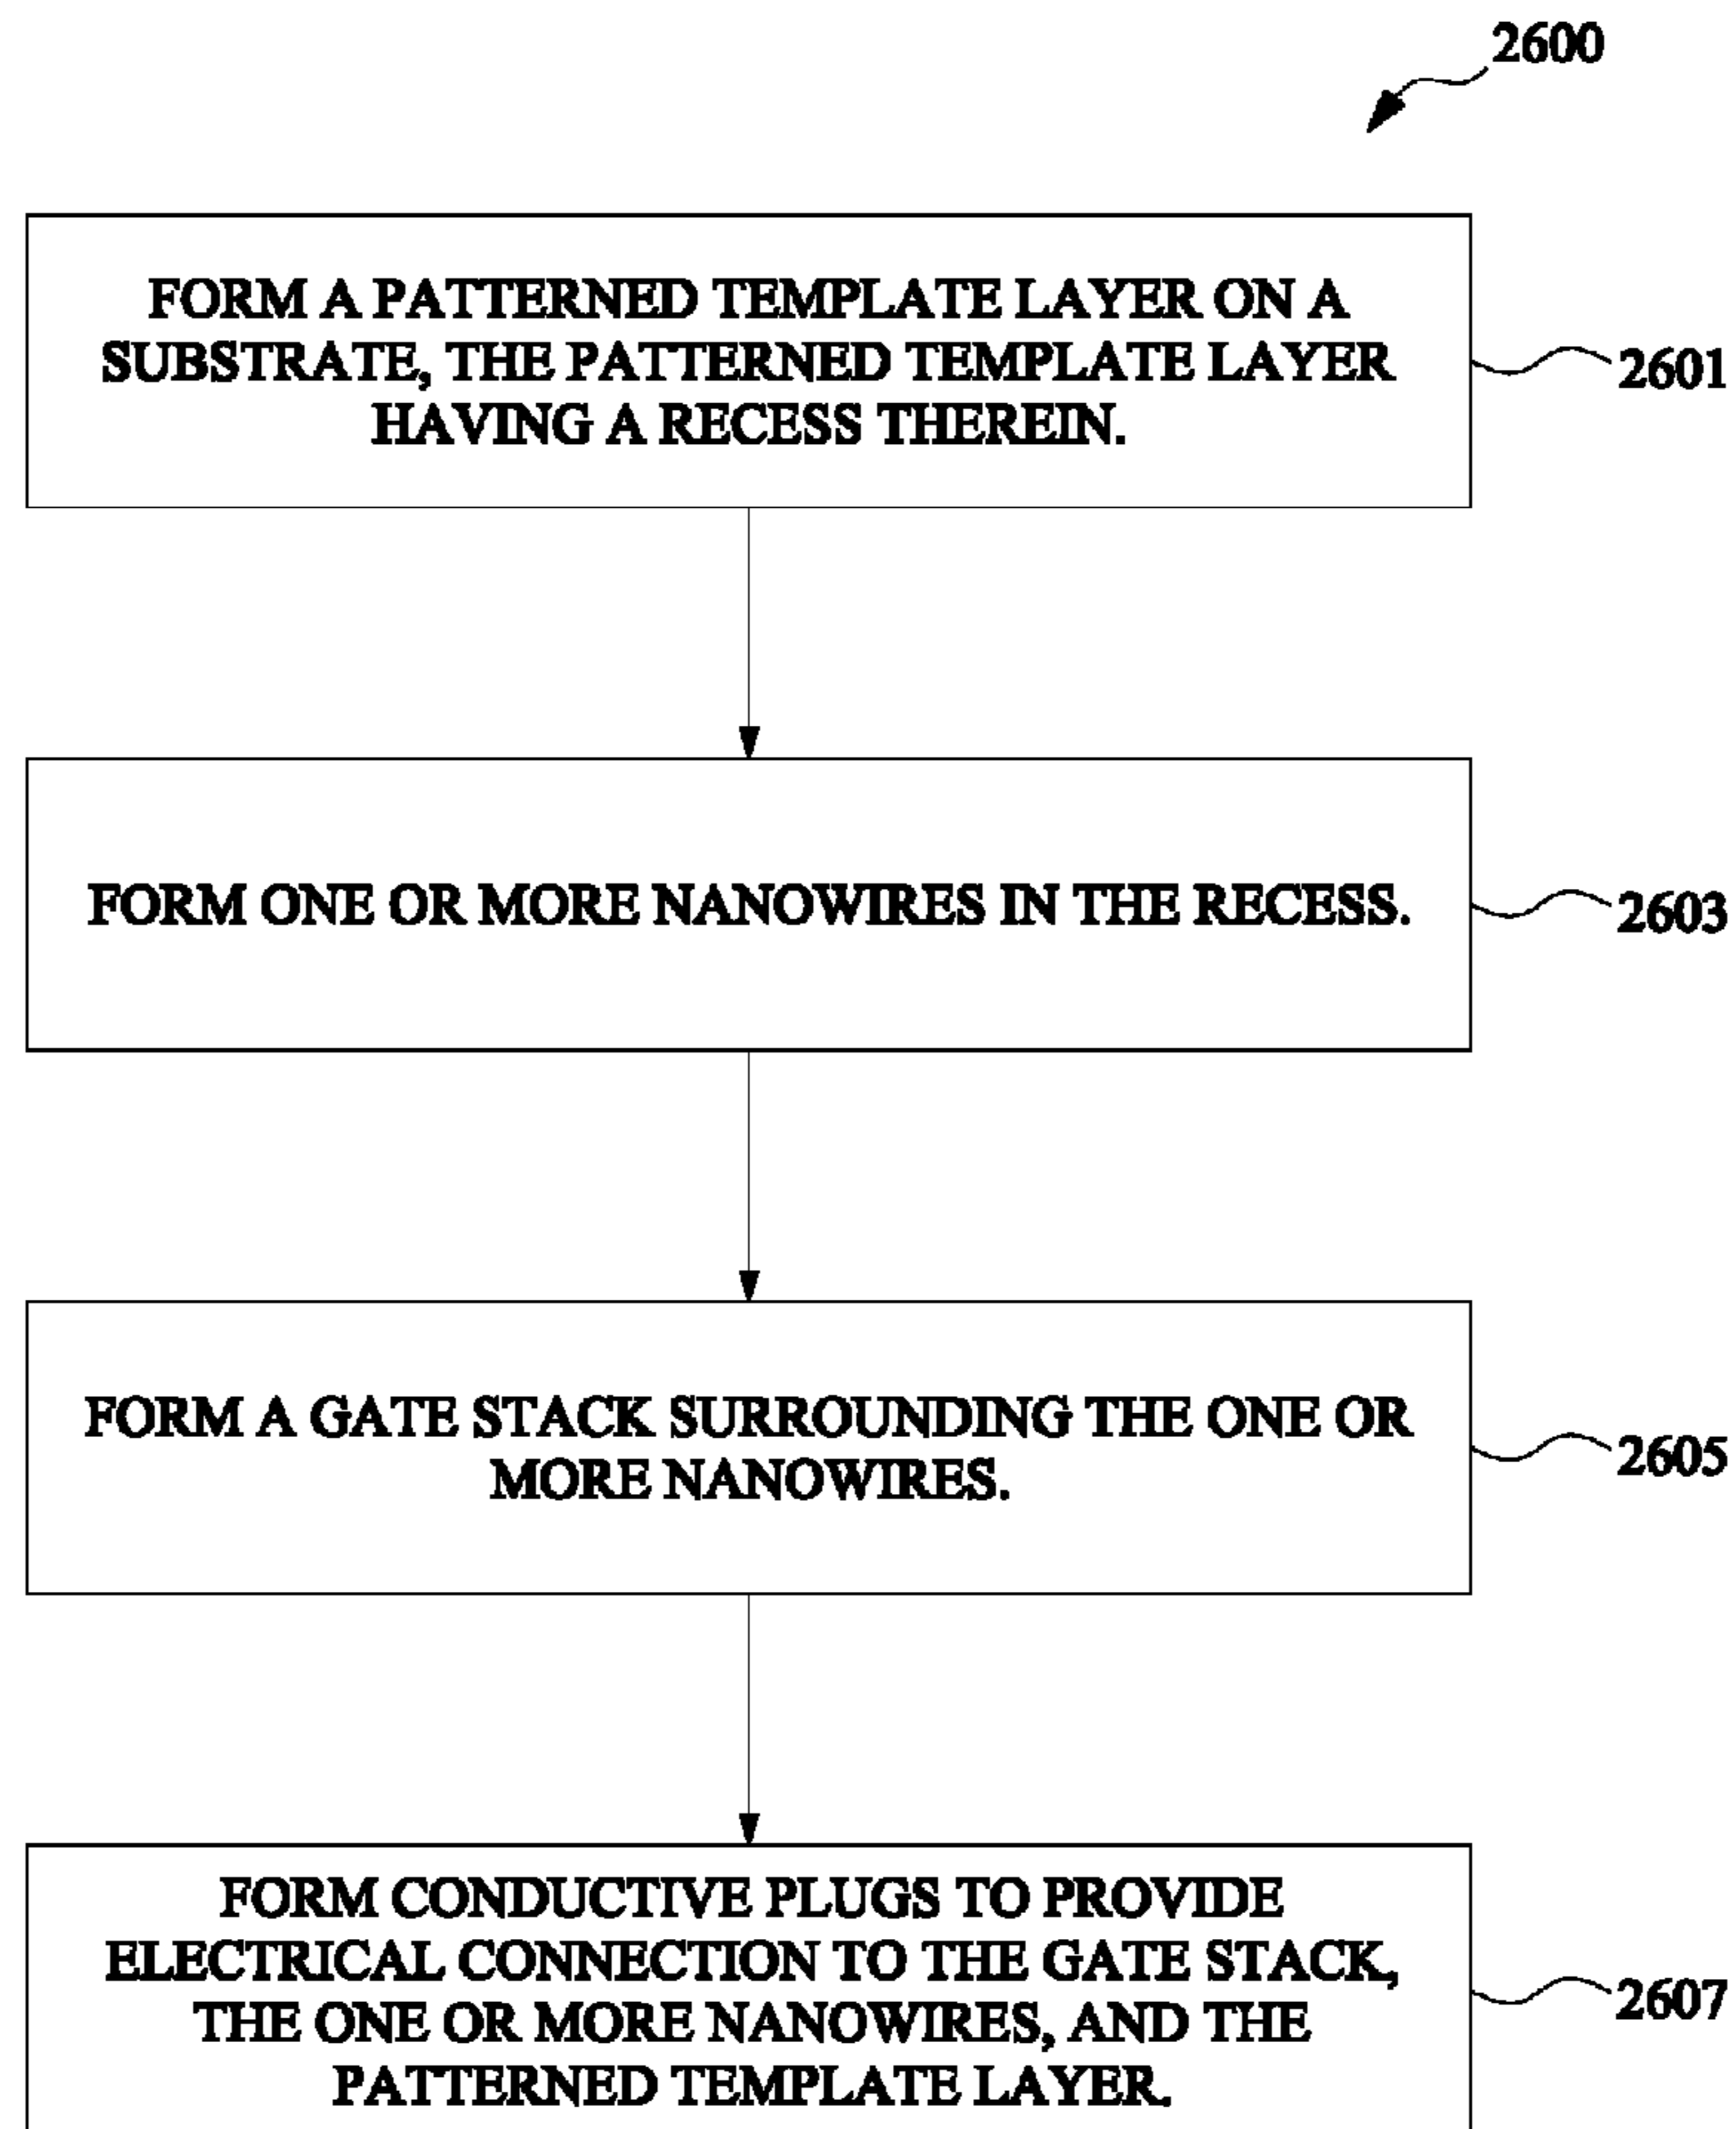 2600
FORM A PATTERNED TEMPLATE LAYER ON A
SUBSTRATE, THE PATTERNED TEMPLATE LAYER
HAVING A RECESS THEREIN.
2601
FORM ONE OR MORE NANOWIRES IN THE RECESS.
2603
FORM A GATE STACK SURROUNDING THE ONE OR
MORE NANOWIRES.
2605
FORM CONDUCTIVE PLUGS TO PROVIDE
ELECTRICAL CONNECTION TO THE GATE STACK,
THE ONE OR MORE NANOWIRES, AND THE
PATTERNED TEMPLATE LAYER.
2607